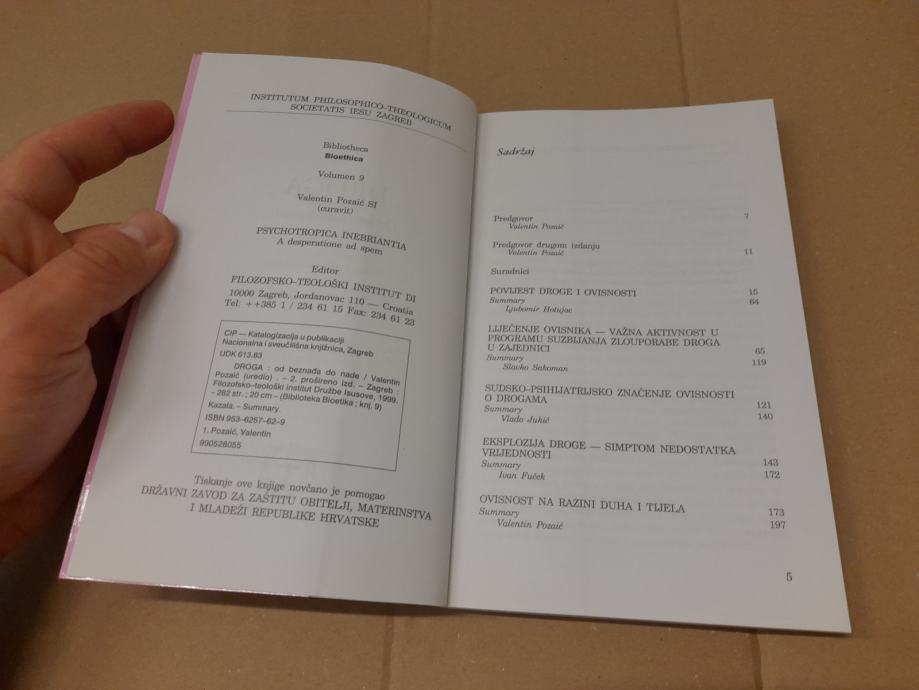 INSTITUTUM PHILOSOPHICO–THEOLOGICUM
SOCIETATIS IESU ZAGREB
Bibliotheca
Bioethica
Volumen 9
Valentin Pozaić SI
(curavit)
PSYCHOTROPICA INEBRIANTIA
A desperatione ad spem
Editor
FILOZOFSKO–TEOLOŠKI INSTITUT DI
10000 Zagreb, Jordanovac 110 — Croatia
Tel: ++385 1 / 234 61 15 Fax: 234 61 23
CIP — Katalogizacija u publikaciji
Nacionalna i sveučilišna knjižnica, Zagreb
UDK 613.83
DROGA : od beznađa do nade / Valentin
Pozaić (uredio) . – 2. prošireno izd. – Zagreb :
Filozofsko–teološki institut Družbe Isusove, 1999.
– 282 str. ; 20 cm – (Biblioteka Bioetika ; knj. 9)
Kazala. – Summary.
ISBN 953–6257–62–9
1. Pozaić, Valentin
990528055
Tiskanje ove knjige novčano je pomogao
DRŽAVNI ZAVOD ZA ZAŠTITU OBITELJI, MATERINSTVA
I MLADEŽI REPUBLIKE HRVATSKE
Sadržaj
Predgovor 7
Valentin Pozaić
Predgovor drugom izdanju 11
Valentin Pozaić
Suradnici
POVIJEST DROGE I OVISNOSTI 15
Summary 64
Ljubomir Hotujac
LIJEČENJE OVISNIKA — VAŽNA AKTIVNOST U
PROGRAMU SUZBIJANJA ZLOUPORABE DROGA
U ZAJEDNICI 65
Summary 119
Slavko Sakoman
SUDSKO–PSIHIJATRIJSKO ZNAČENJE OVISNOSTI
O DROGAMA 121
Summary 140
Vlado Jukić
EKSPLOZIJA DROGE — SIMPTOM NEDOSTATKA
VRIJEDNOSTI 143
Summary 172
Ivan Fuček
OVISNOST NA RAZINI DUHA I TIJELA 173
Summary 197
Valentin Pozaić
5